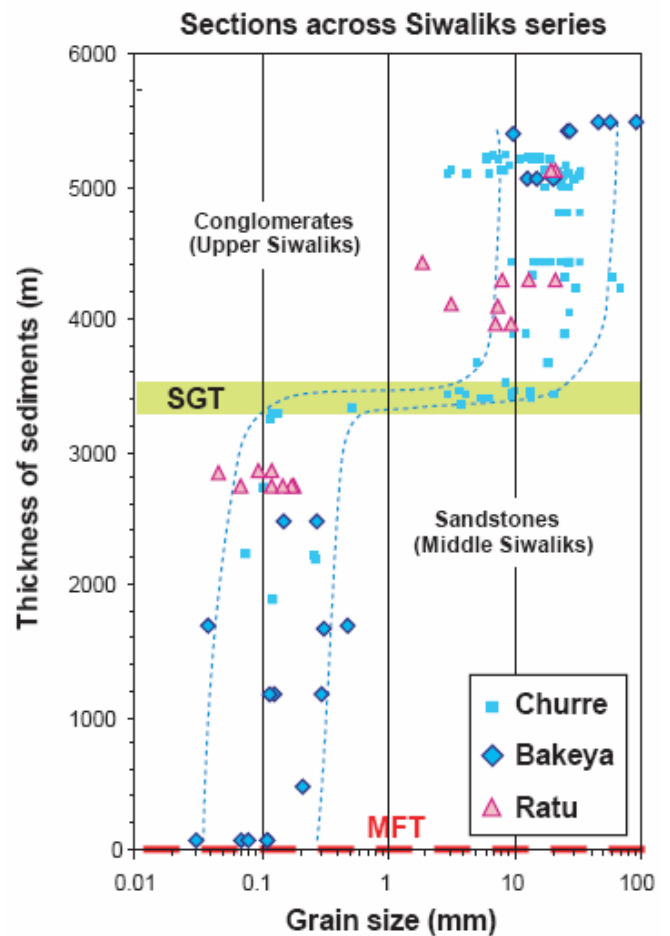 Sections across Siwaliks series
6000
5000
4000
3000
2000
1000
0
Thickness of sediments (m)
Conglomerates
(Upper Siwaliks)
SGT
Sandstones
(Middle Siwaliks)
Churre
Bakeya
Ratu
MFT
0.01
0.1
1
10
100
Grain size (mm)